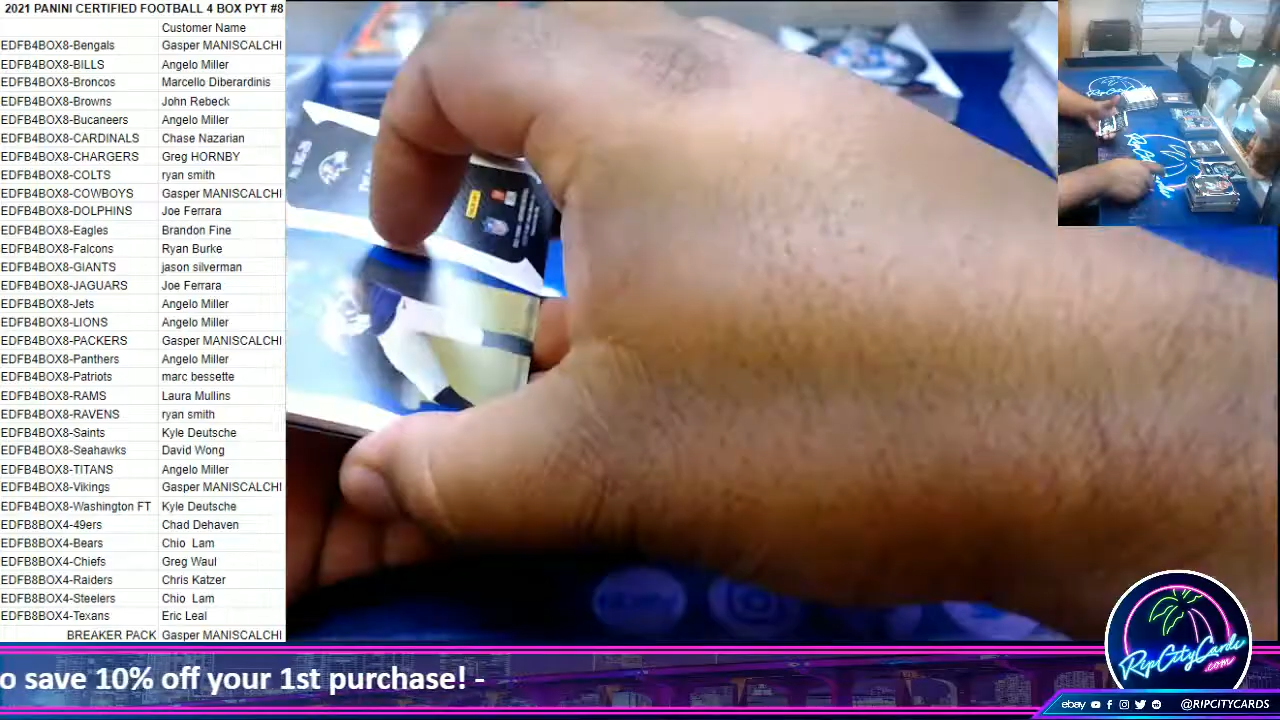 2021 PANINI CERTIFIED FOOTBALL 4 BOX PYT #8
Customer Name
EDFB4BOX8-Bengals Gasper MANISCALCHI
EDFB4BOX8-BILLS Angelo Miller
EDFB4BOX8-Broncos Marcello Diberardinis
EDFB4BOX8-Browns John Rebeck
EDFB4BOX8-Bucaneers Angelo Miller
EDFB4BOX8-CARDINALS Chase Nazarian
EDFB4BOX8-CHARGERS Greg HORNBY
EDFB4BOX8-COLTS ryan smith
EDFB4BOX8-COWBOYS Gasper MANISCALCHI
EDFB4BOX8-DOLPHINS Joe Ferrara
EDFB4BOX8-Eagles Brandon Fine
EDFB4BOX8-Falcons Ryan Burke
EDFB4BOX8-GIANTS jason silverman
EDFB4BOX8-JAGUARS Joe Ferrara
EDFB4BOX8-Jets Angelo Miller
EDFB4BOX8-LIONS Angelo Miller
EDFB4BOX8-PACKERS Gasper MANISCALCHI
EDFB4BOX8-Panthers Angelo Miller
EDFB4BOX8-Patriots marc bessette
EDFB4BOX8-RAMS Laura Mullins
EDFB4BOX8-RAVENS ryan smith
EDFB4BOX8-Saints Kyle Deutsche
EDFB4BOX8-Seahawks David Wong
EDFB4BOX8-TITANS Angelo Miller
EDFB4BOX8-Vikings Gasper MANISCALCHI
EDFB4BOX8-Washington FT Kyle Deutsche
EDFB8BOX4-49ers Chad Dehaven
EDFB8BOX4-Bears Chio Lam
EDFB8BOX4-Chiefs Greg Waul
EDFB8BOX4-Raiders Chris Katzer
EDFB8BOX4-Steelers Chio Lam
EDFB8BOX4-Texans Eric Leal
BREAKER PACK Gasper MANISCALCHI
o save 10% off your 1st purchase! -
RipCityCards
.com
ebay @RIPCITYCARDS